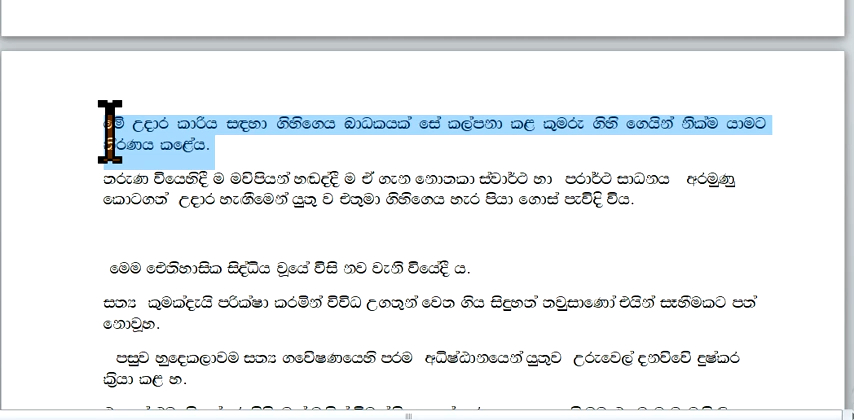 උදාර කාරිය සඳහා ගිහිගෙය බාධකයක් සේ කල්පනා කළ කුමරු ගිහි ගෙයින් නික්ම යාමට
කළේය.
තරුණ වියෙහිදී ම මව්පියන් හඬද්දී ම ඒ ගැන නොතකා ස්වාර්ථ හා පරාර්ථ සාධනය අරමුණු
කොටගත් උදාර හැඟීමෙන් යුතු ව එතුමා ගිහිගෙය හැර පියා ගොස් පැවිදි විය.
මෙම ඓතිහාසික සිද්ධිය වූයේ විසි නව වැනි වියේදී ය.
සත්‍ය කුමක්දැයි පරික්ෂා කරමින් විවිධ උගතුන් වෙත ගිය සිදුහත් තවුසාණෝ එයින් සෑහීමකට පත්
නොවූහ.
පසුව හුදෙකලාවම සත්‍ය ගවේෂණයෙහි පරම අධිෂ්ඨානයෙන් යුතුව උරුවෙල් දනව්වේ දුෂ්කර
ක්‍රියා කළ හ.